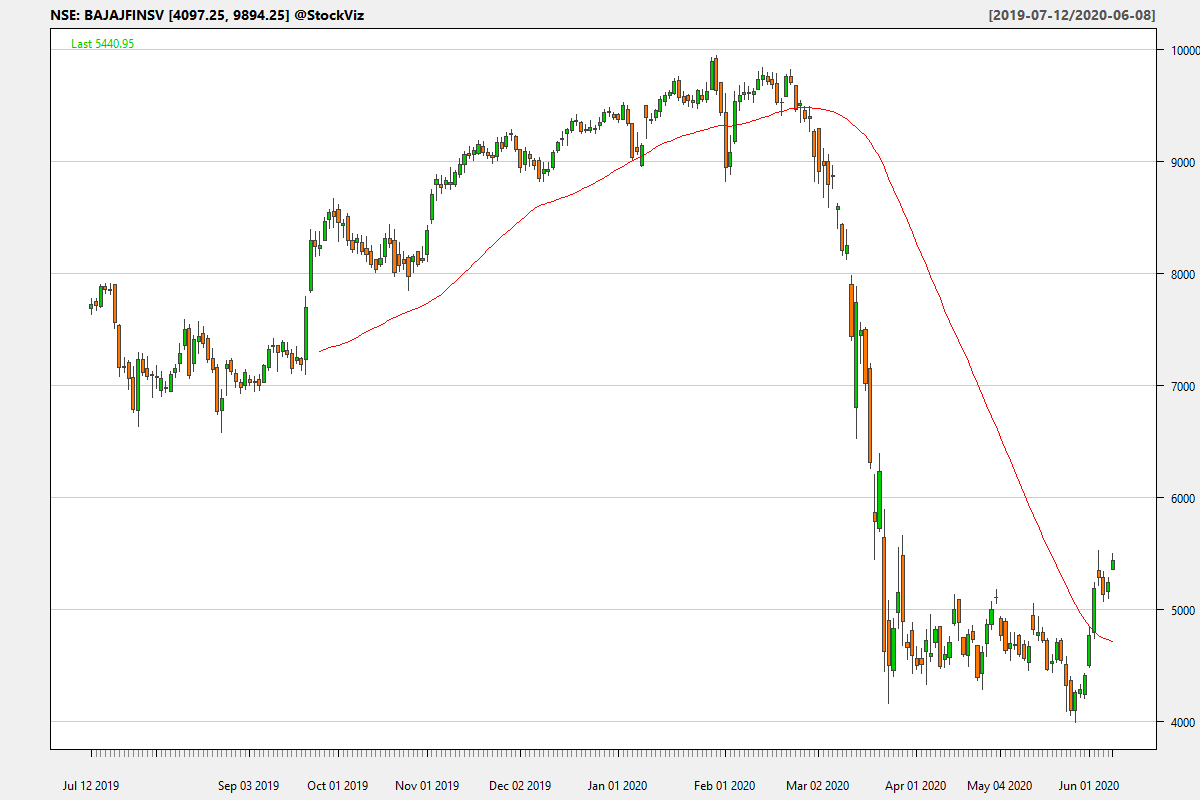 NSE: BAJAJFINSV [4097.25, 9894.25] @StockViz
[2019-07-12/2020-06-08]
Last 5440.95
10000
9000
8000
7000
6000
5000
4000
Jul 12 2019
Sep 03 2019
Oct 01 2019
Nov 01 2019
Dec 02 2019
Jan 01 2020
Feb 01 2020
Mar 02 2020
Apr 01 2020
May 04 2020
Jun 01 2020